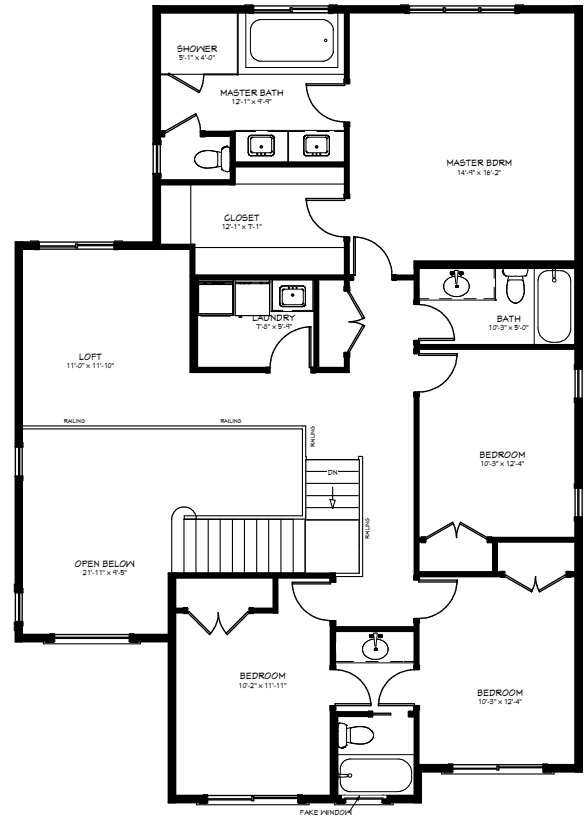 SHOWER
5'-1" x 4'-0"
MASTER BATH
12'-1" x 9'-9"
MASTER BDRM
14'-9" x 16'-2"
CLOSET
12'-1" x 7'-1"
LAUNDRY
7'-8" x 5'-9"
BATH
10'-3" x 5'-0"
LOFT
11'-0" x 11'-10"
RAILING
RAILING
RAILING
BEDROOM
10'-3" x 12'-4"
DN
RAILING
OPEN BELOW
21'-11" x 9'-5"
BEDROOM
10'-2" x 11'-11"
BEDROOM
10'-3" x 12'-4"
FAKE WINDOW